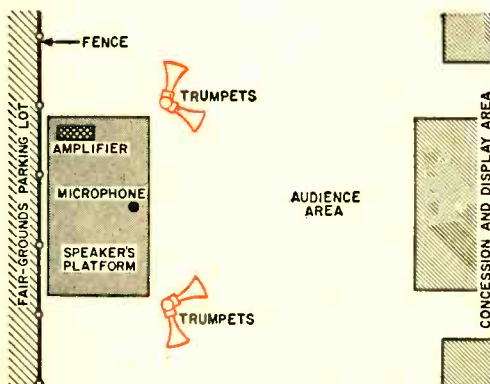 FENCE
TRUMPETS
FAIR-GROUNDS PARKING LOT
AMPLIFIER
MICROPHONE
AUDIENCE
AREA
SPEAKER'S
PLATFORM
TRUMPETS
CONCESSION AND DISPLAY AREA